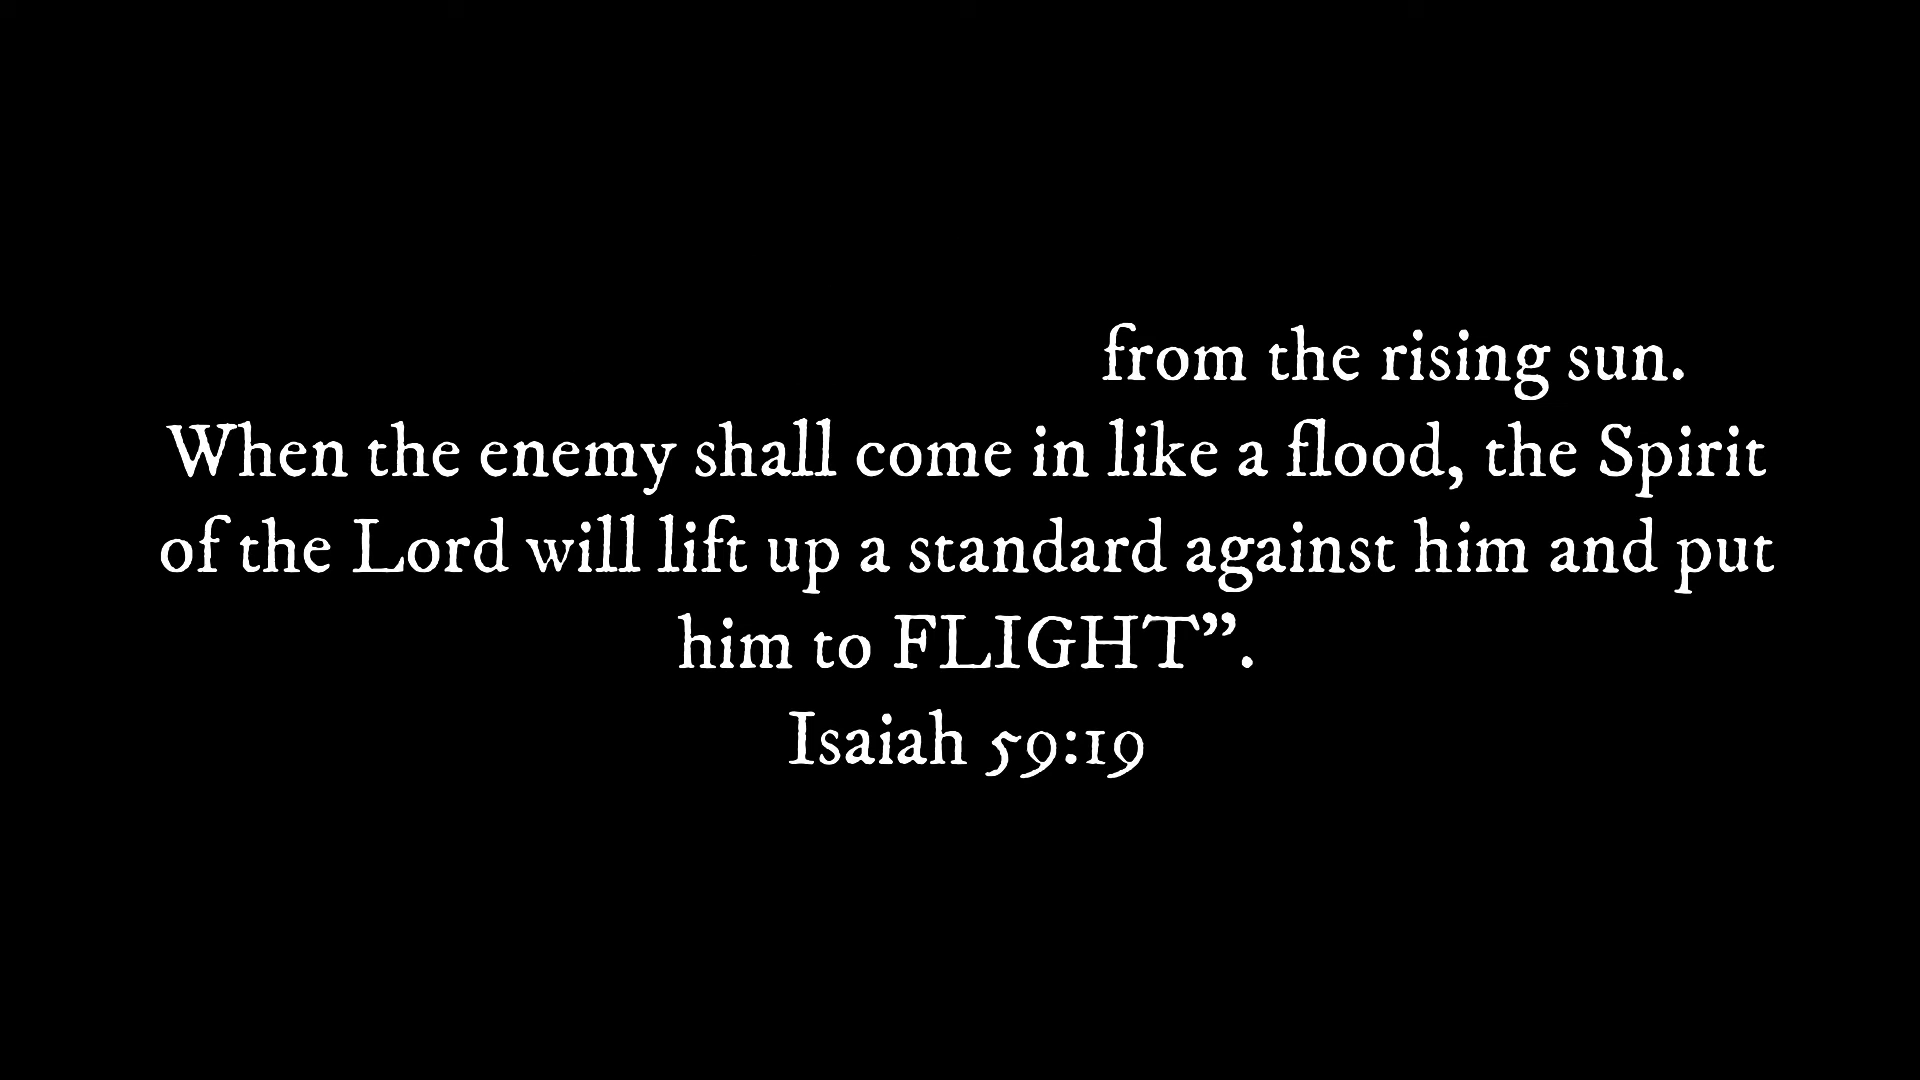 from the rising sun.
When the enemy shall come in like a flood, the Spirit
of the Lord will lift up a standard against him and put
him to FLIGHT”.
Isaiah 59:19